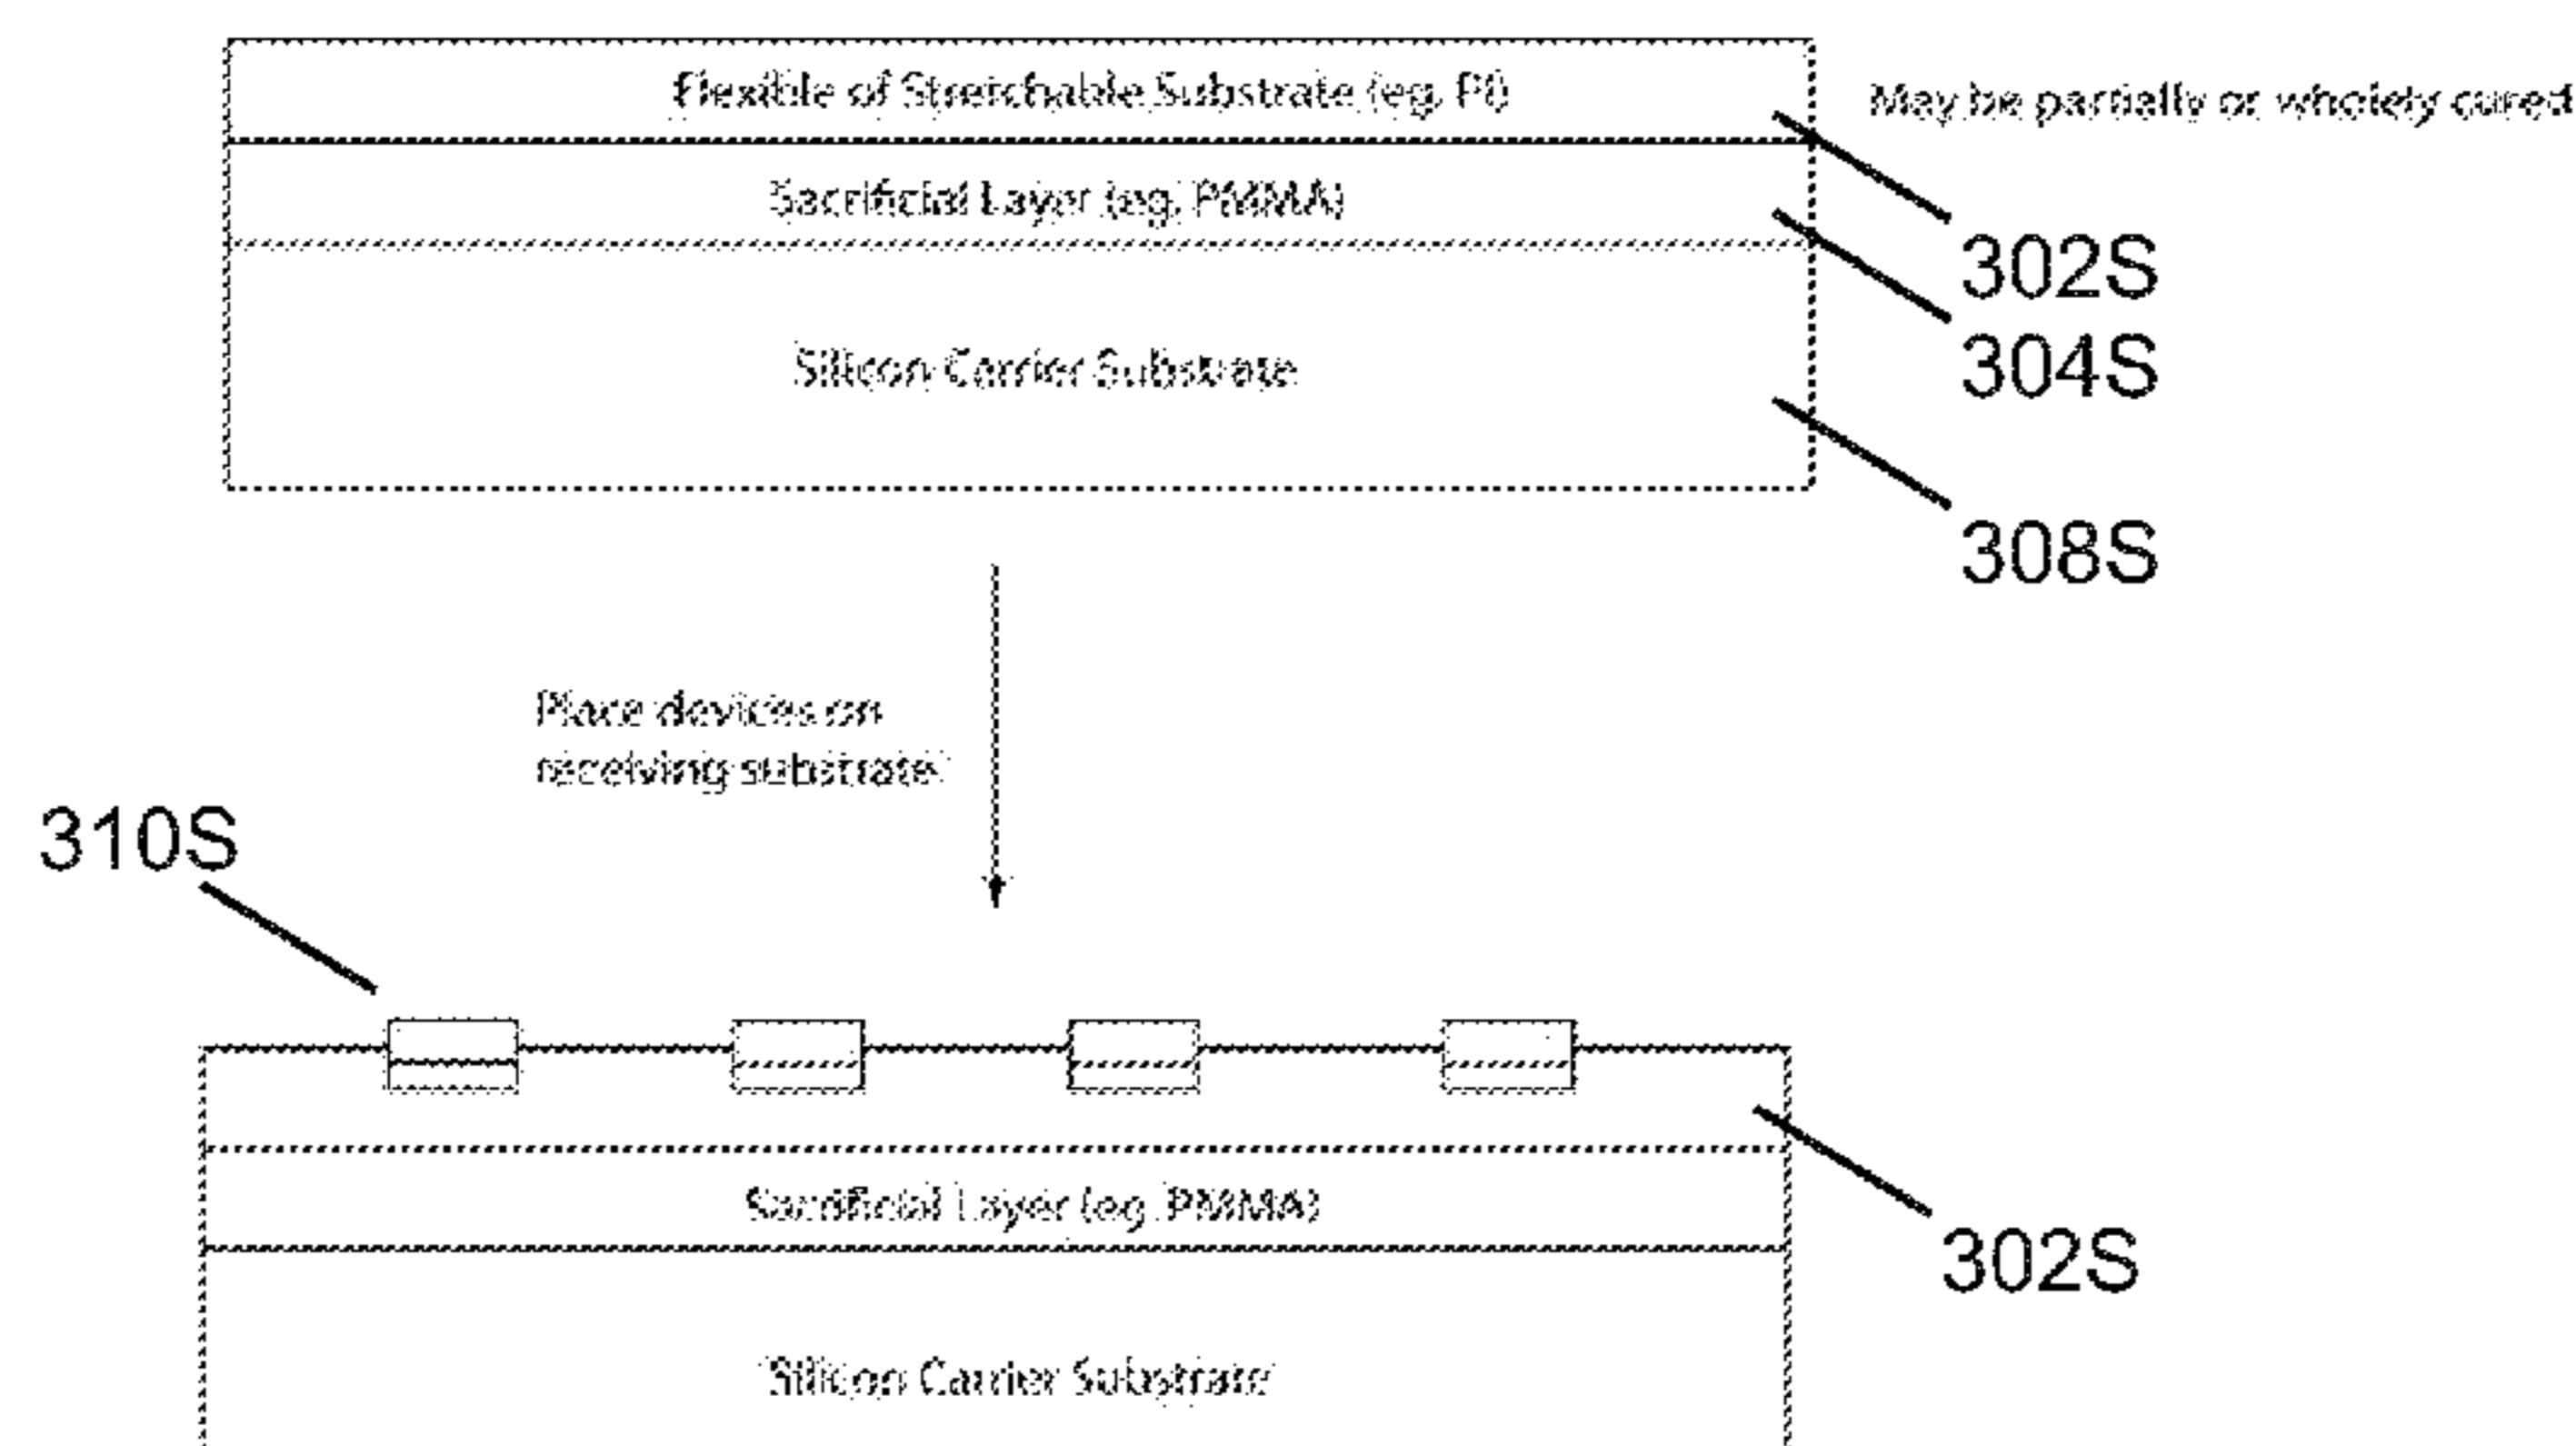 Flexible of Stretchable Substrate (eg. PI)
May be partially or wholely cured
Sacrificial Layer (eg. PMMA)
302S
304S
Silicon Carrier Substrate
308S
Place devices on
receiving substrate
310S
Sacrificial Layer (eg. PMMA)
302S
Silicon Carrier Substrate